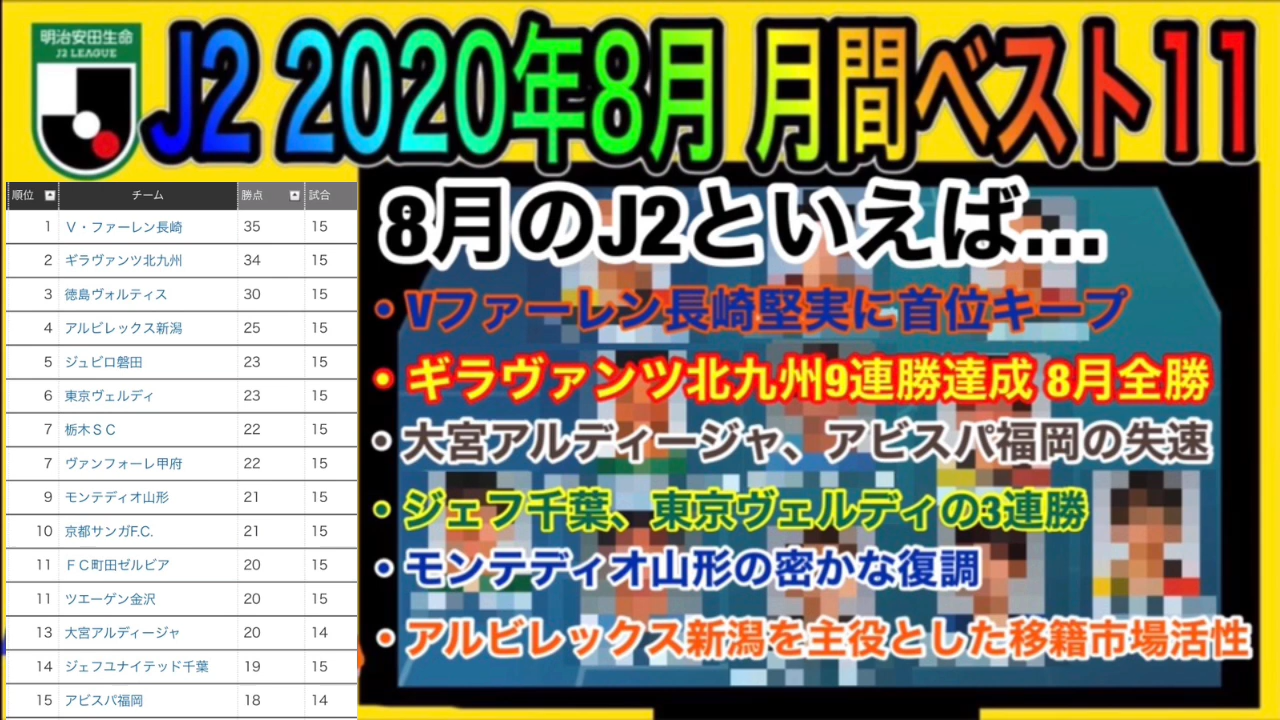 明治安田生命
J2 LEAGUE
J2 2020年8月 月間ベスト11
順位 チーム 勝点 試合
1 V・ファーレン長崎 35 15
2 ギラヴァンツ北九州 34 15
3 徳島ヴォルティス 30 15
4 アルビレックス新潟 25 15
5 ジュビロ磐田 23 15
6 東京ヴェルディ 23 15
7 栃木ＳＣ 22 15
7 ヴァンフォーレ甲府 22 15
9 モンテディオ山形 21 15
10 京都サンガF.C. 21 15
11 ＦＣ町田ゼルビア 20 15
11 ツエーゲン金沢 20 15
13 大宮アルディージャ 20 14
14 ジェフユナイテッド千葉 19 15
15 アビスパ福岡 18 14
8月のJ2といえば...
・Vファーレン長崎堅実に首位キープ
・ギラヴァンツ北九州9連勝達成 8月全勝
・大宮アルディージャ、アビスパ福岡の失速
・ジェフ千葉、東京ヴェルディの3連勝
・モンテディオ山形の密かな復調
・アルビレックス新潟を主役とした移籍市場活性